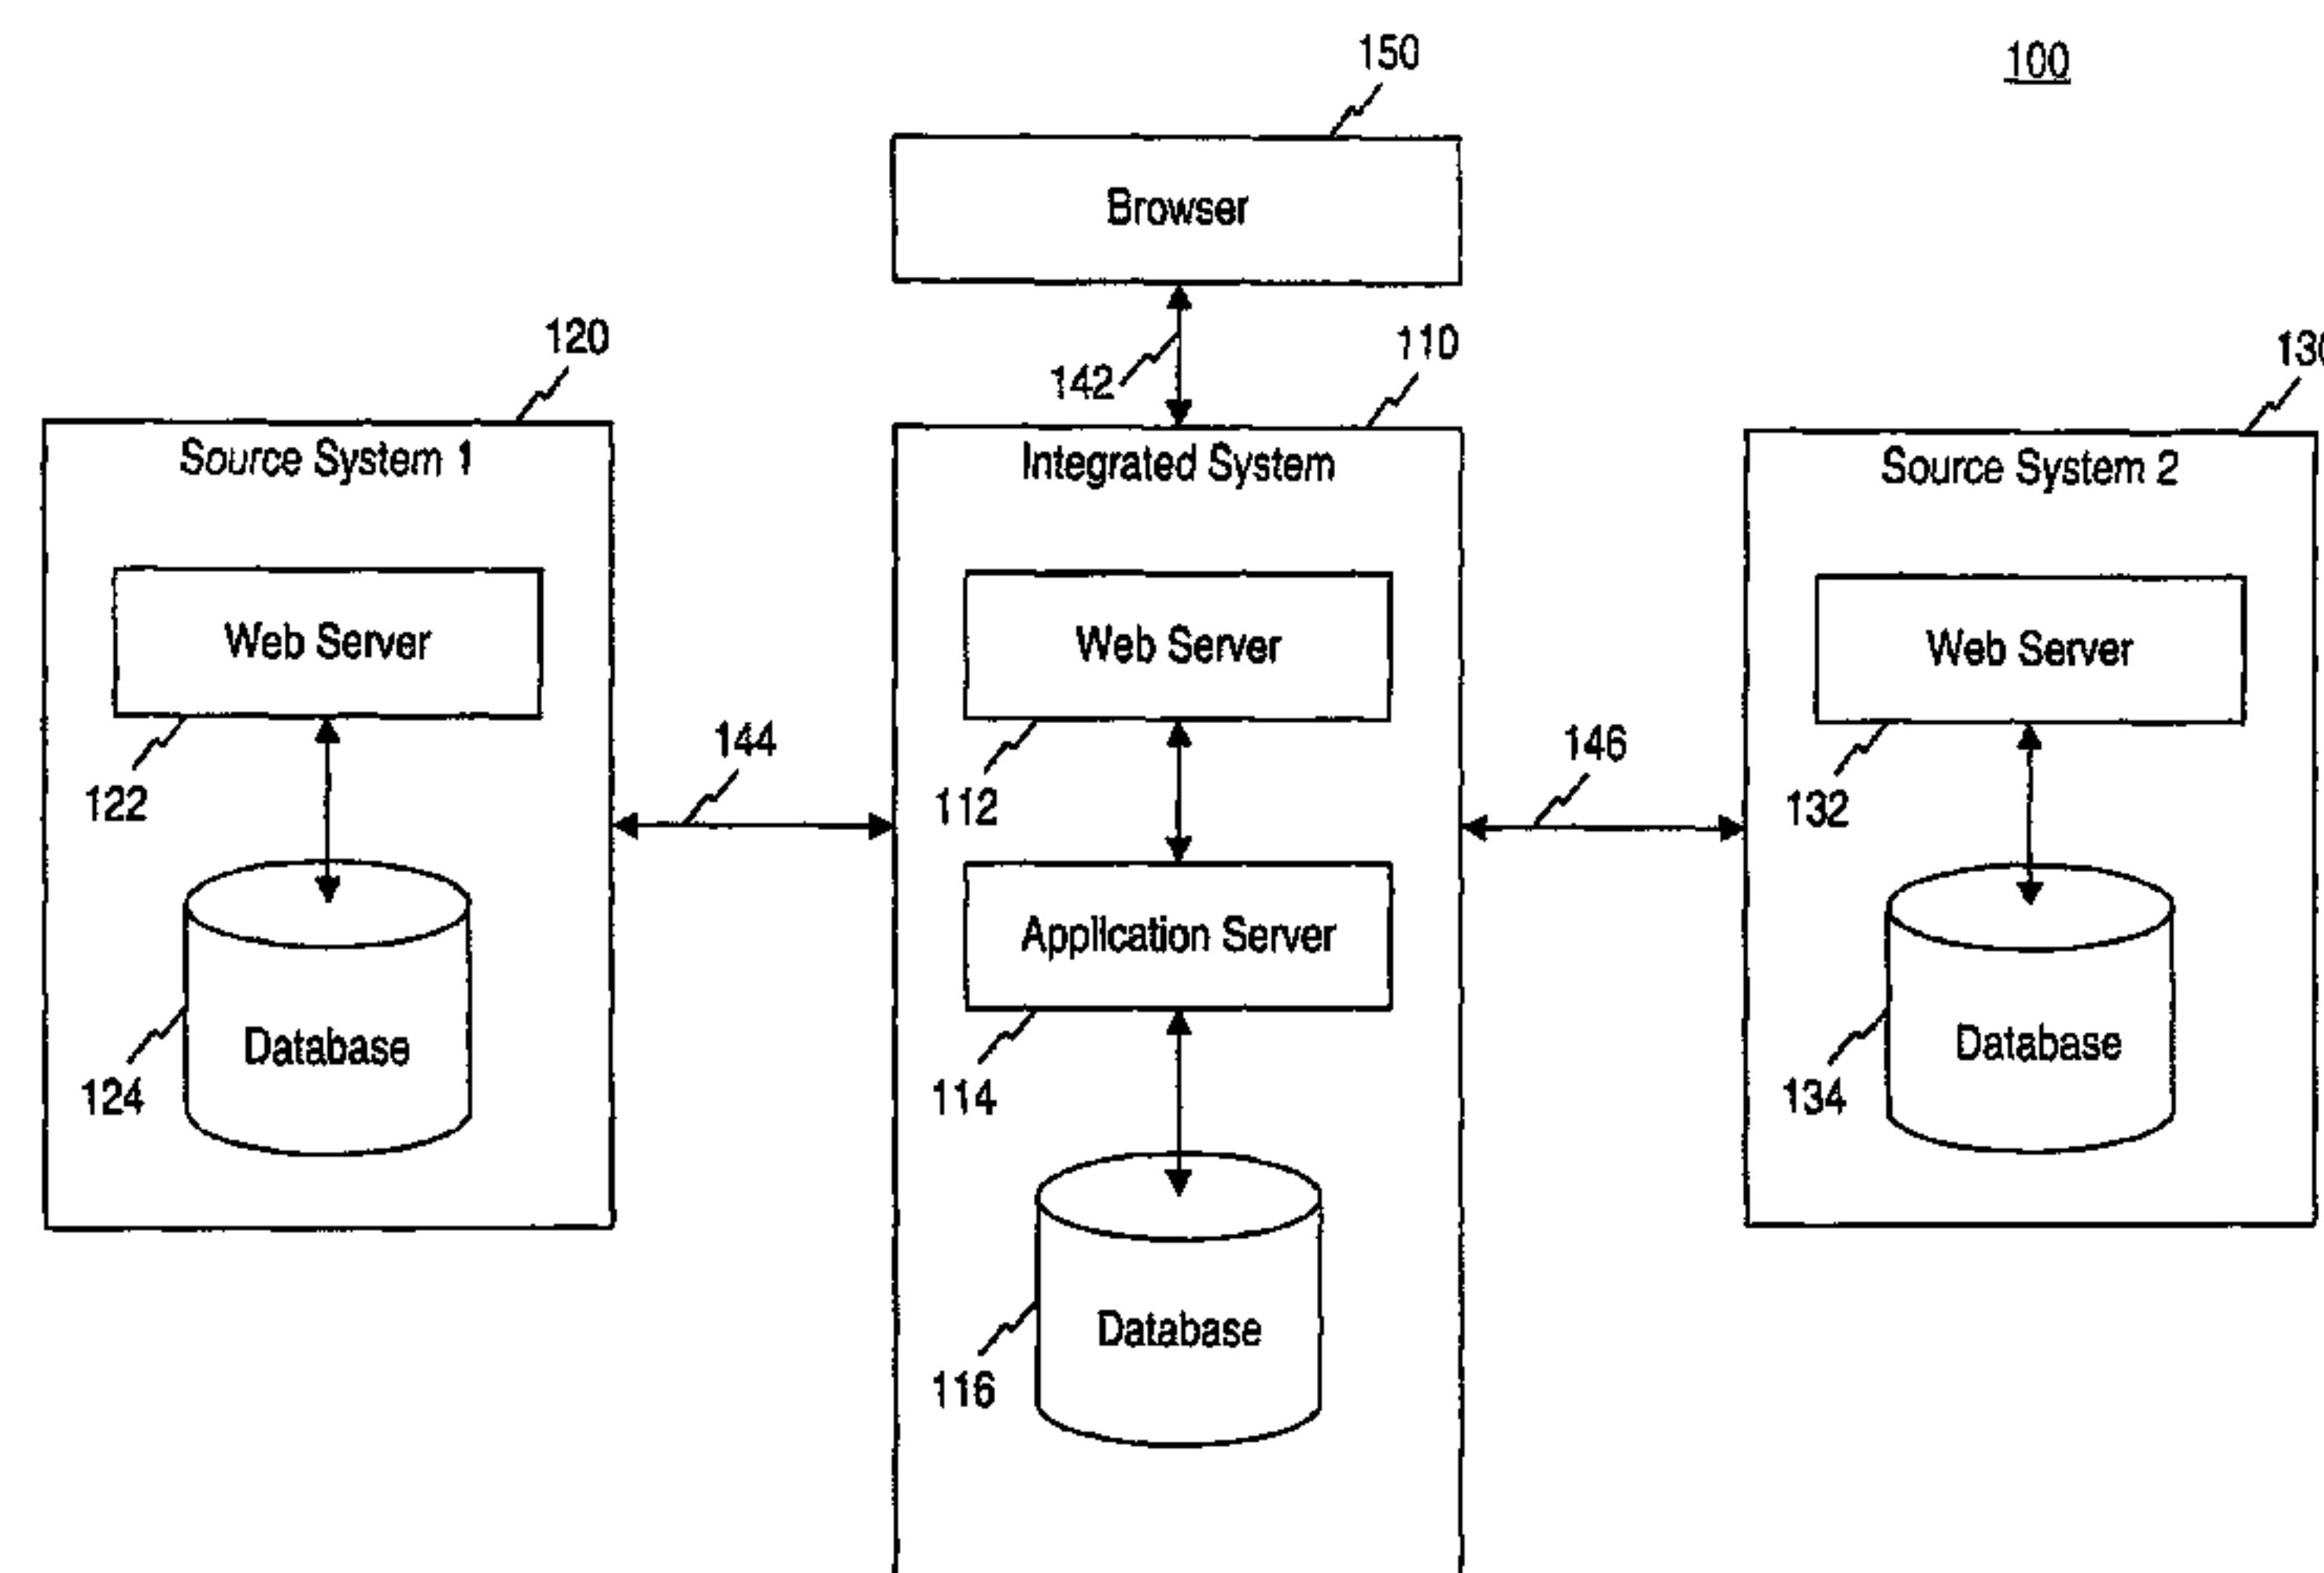 150
100
Browser
120
142
110
Source System 1
Integrated System
Source System 2
Web Server
Web Server
Web Server
144
146
122
112
132
Application Server
Database
Database
124
114
134
Database
116